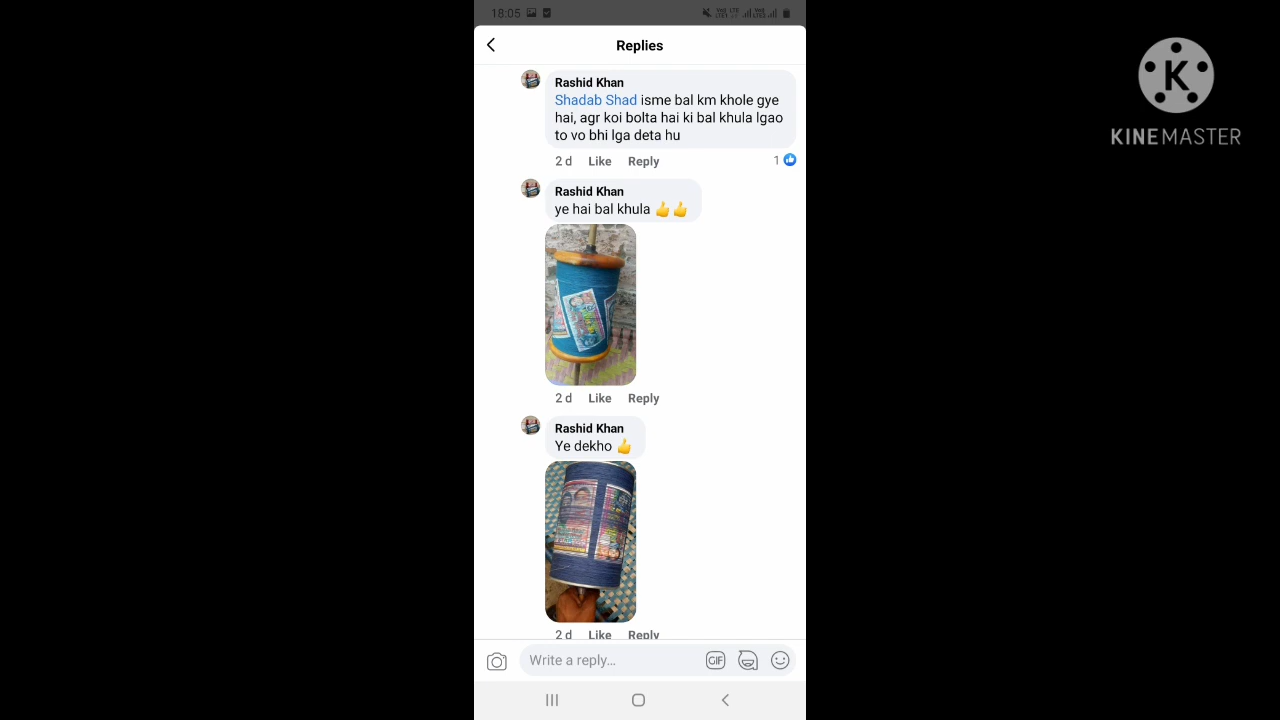 18:05
Replies
Rashid Khan
Shadab Shad isme bal km khole gye
hai, agr koi bolta hai ki bal khula lgao
to vo bhi lga deta hu
2 d Like Reply
1
Rashid Khan
ye hai bal khula 👍👍
2 d Like Reply
Rashid Khan
Ye dekho 👍
2 d Like Reply
Write a reply...
GIF
K
KINEMASTER